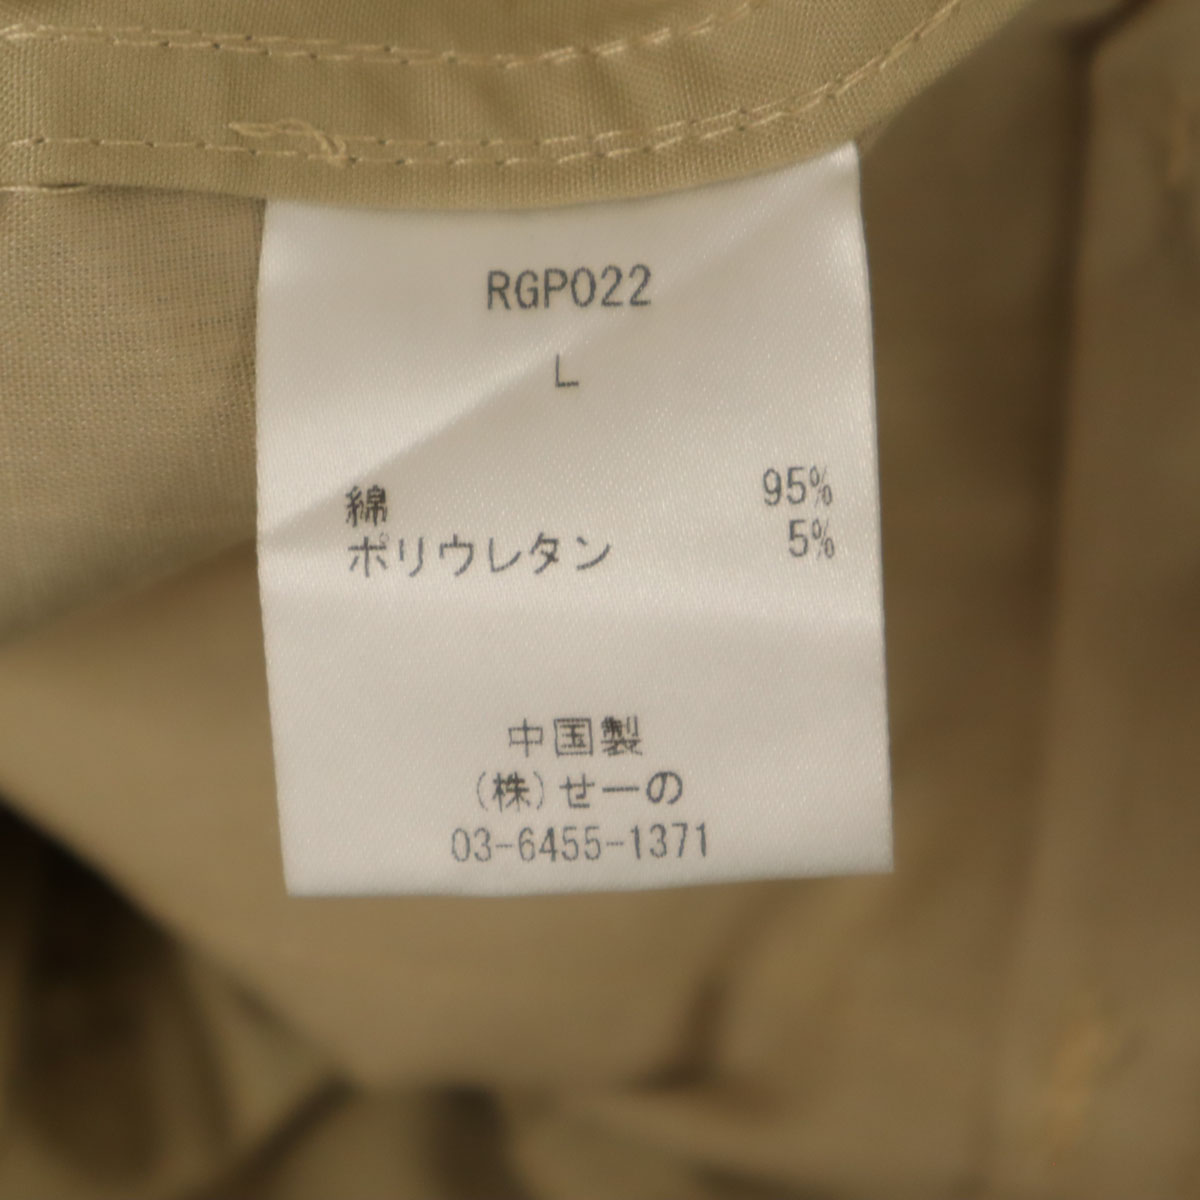 RGP022
L
綿 95%
ポリウレタン 5%
中国製
(株)せーの
03-6455-1371